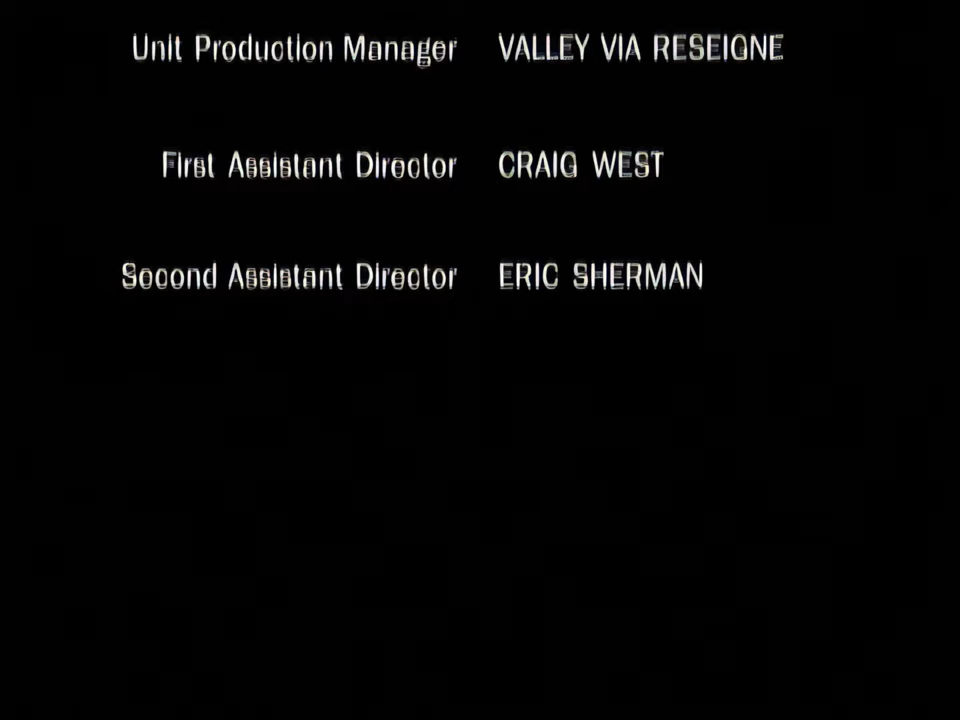 Unit Production Manager VALLEY VIA RESEIGNE
First Assistant Director CRAIG WEST
Second Assistant Director ERIC SHERMAN